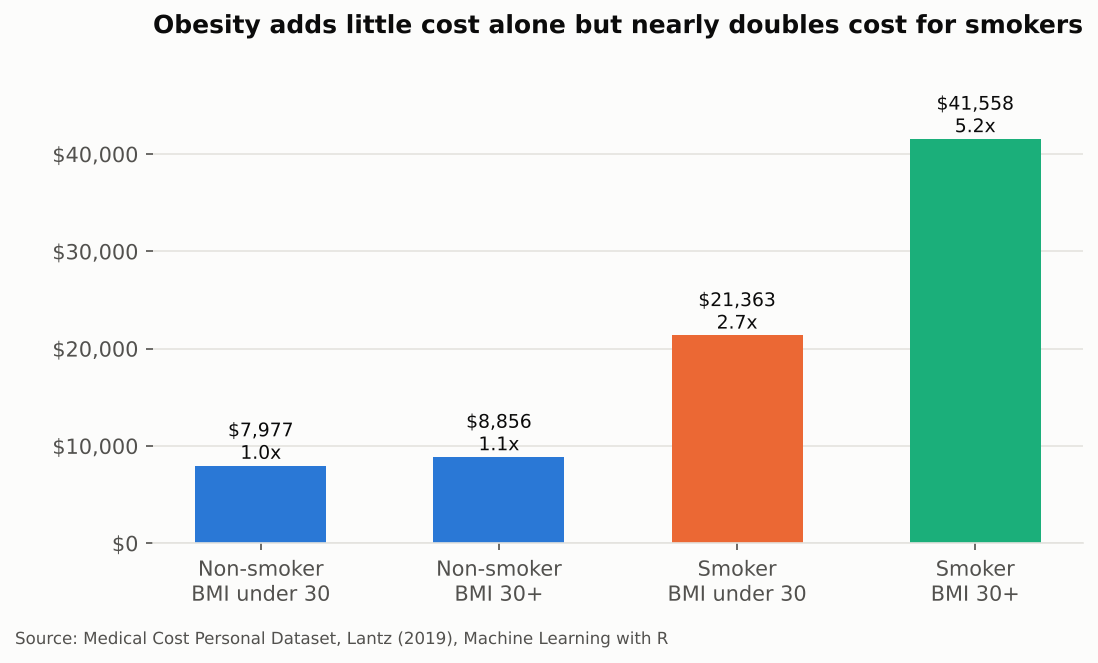 Obesity adds little cost alone but nearly doubles cost for smokers
$41,558
5.2x
$40,000
$30,000
$21,363
2.7x
$20,000
$7,977
1.0x
$8,856
1.1x
$10,000
$0
Non-smoker
BMI under 30
Non-smoker
BMI 30+
Smoker
BMI under 30
Smoker
BMI 30+
Source: Medical Cost Personal Dataset, Lantz (2019), Machine Learning with R